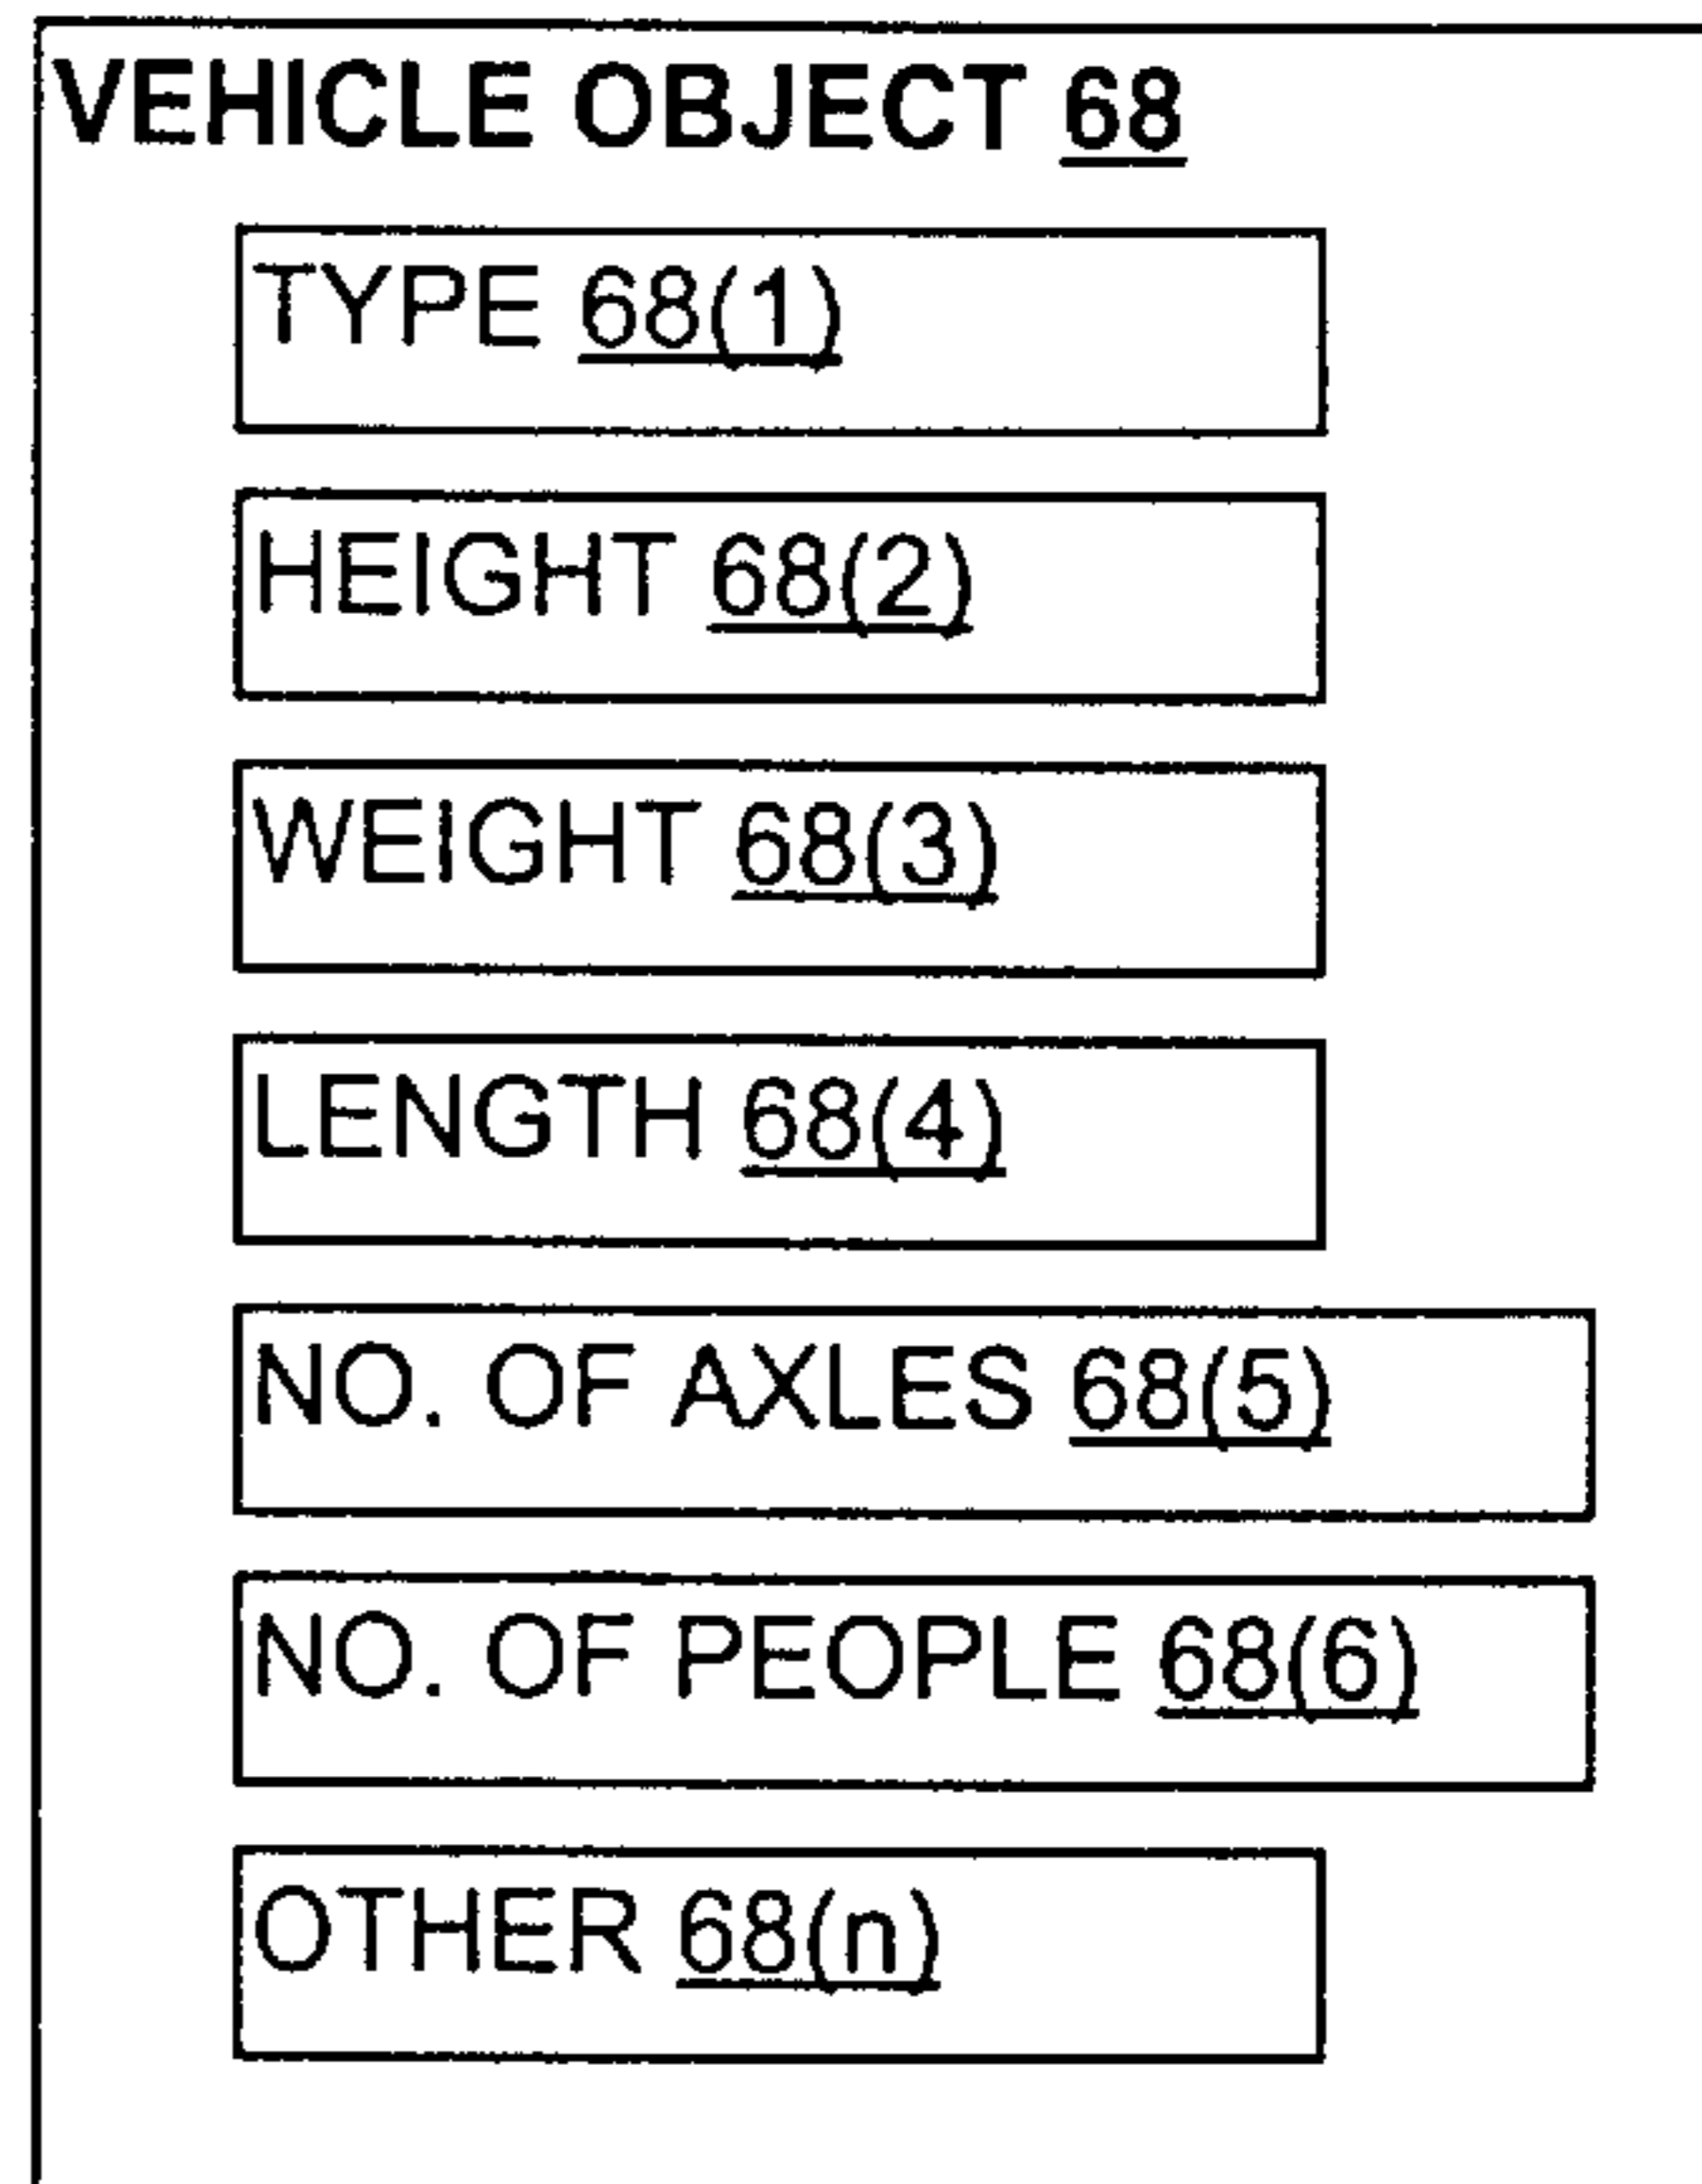 VEHICLE OBJECT 68
TYPE 68(1)
HEIGHT 68(2)
WEIGHT 68(3)
LENGTH 68(4)
NO. OF AXLES 68(5)
NO. OF PEOPLE 68(6)
OTHER 68(n)